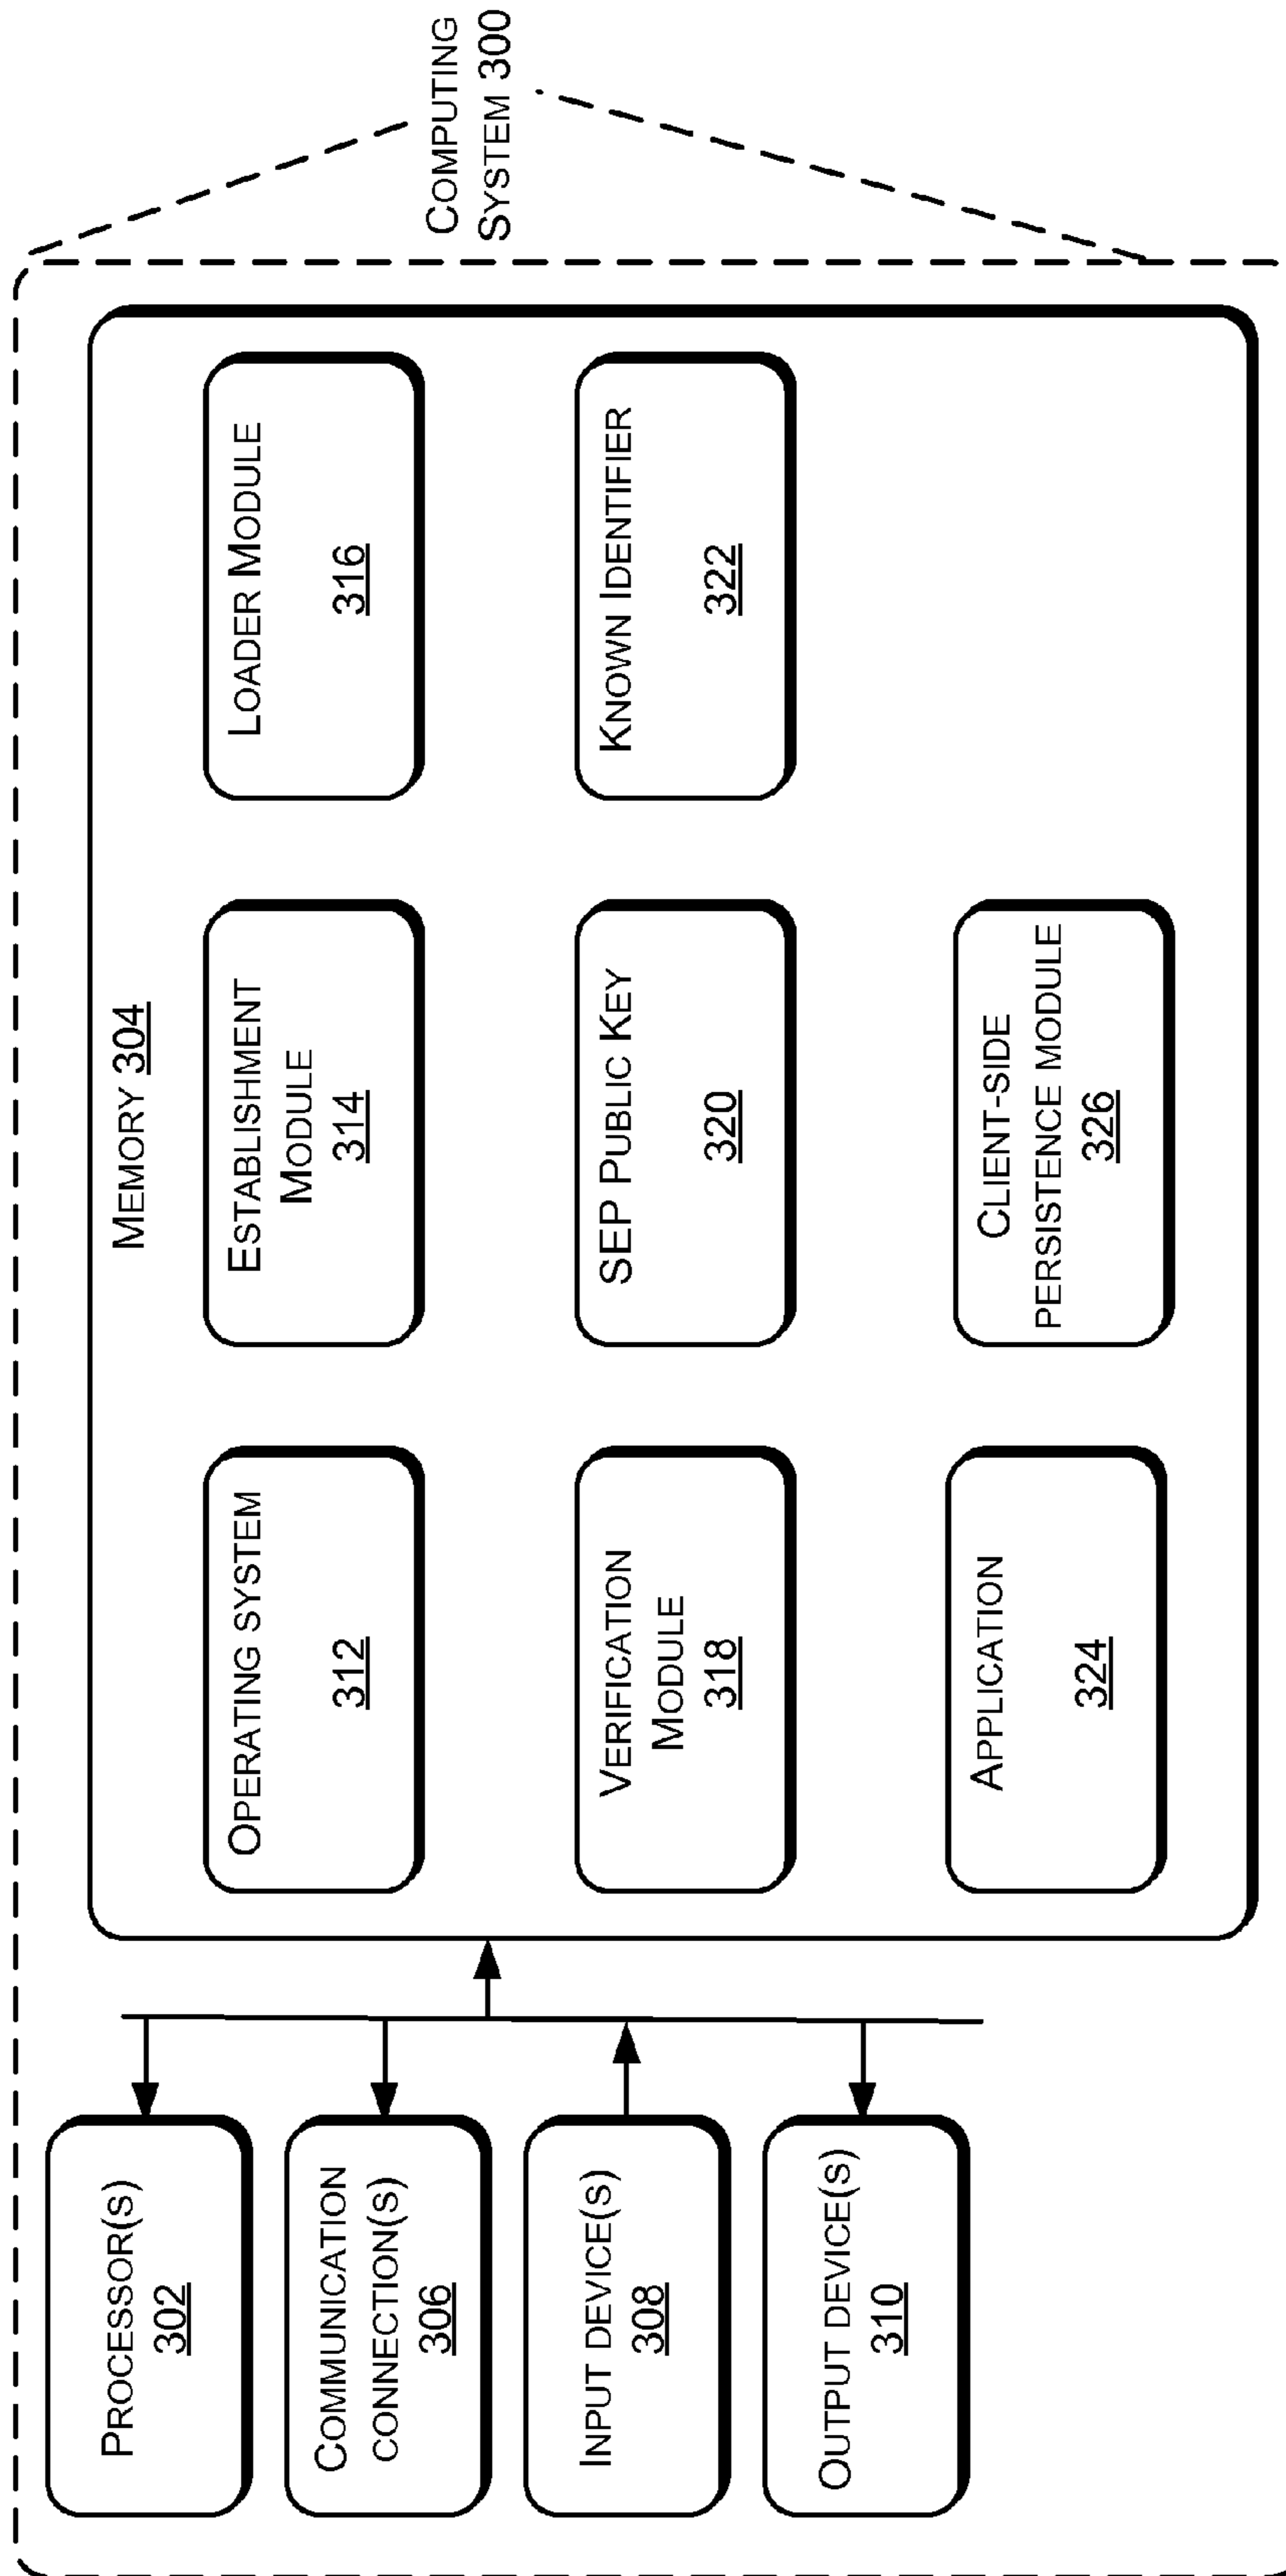 COMPUTING
SYSTEM 300
PROCESSOR(S)
302
COMMUNICATION
CONNECTION(S)
306
INPUT DEVICE(S)
308
OUTPUT DEVICE(S)
310
MEMORY 304
OPERATING SYSTEM
312
ESTABLISHMENT
MODULE
314
LOADER MODULE
316
VERIFICATION
MODULE
318
SEP PUBLIC KEY
320
KNOWN IDENTIFIER
322
APPLICATION
324
CLIENT-SIDE
PERSISTENCE MODULE
326